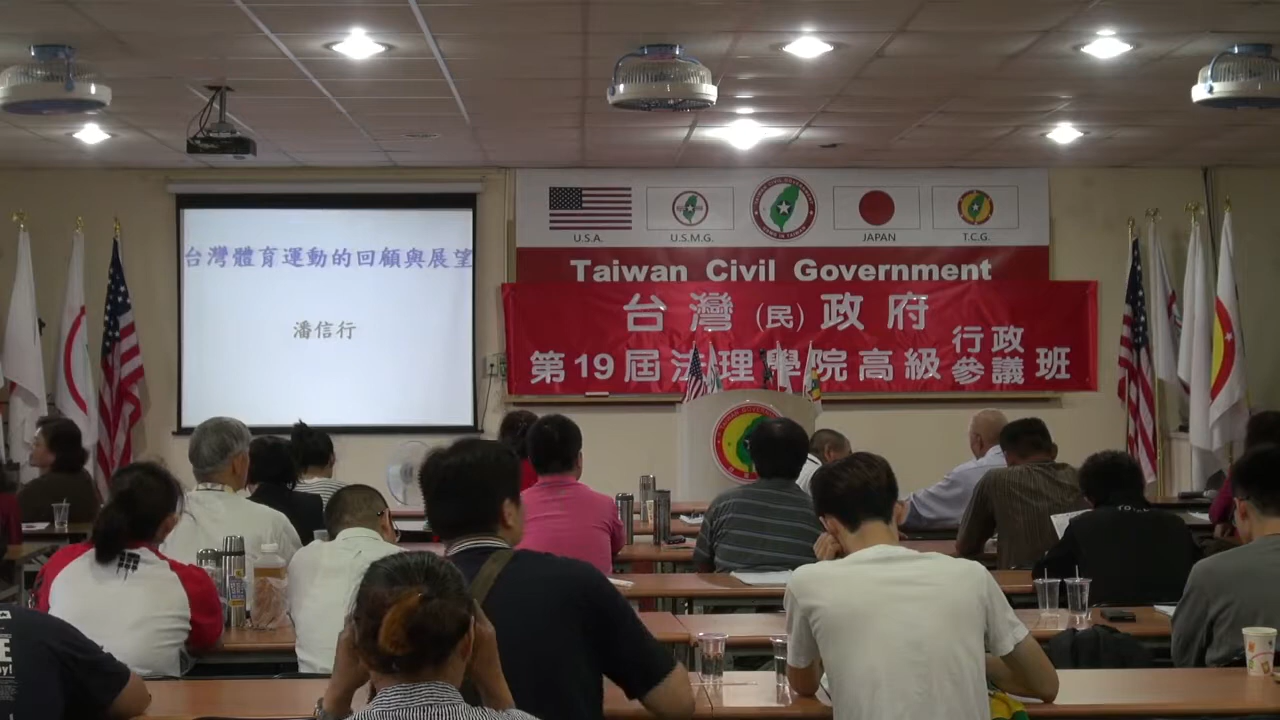 台灣體育運動的回顧與展望
潘信行
U.S.A.
U.S.M.G.
JAPAN
T.C.G.
Taiwan Civil Government
台灣(民)政府
第19屆法理學院高級行政參議班